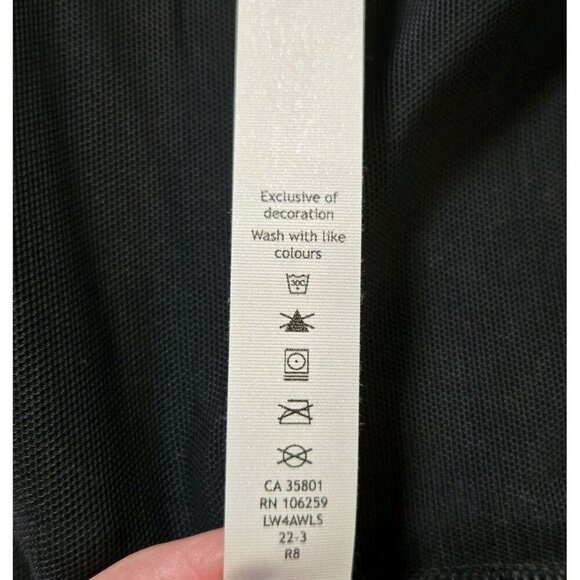 Exclusive of
decoration
Wash with like
colours
30C
CA 35801
RN 106259
LW4AWLS
22-3
R8